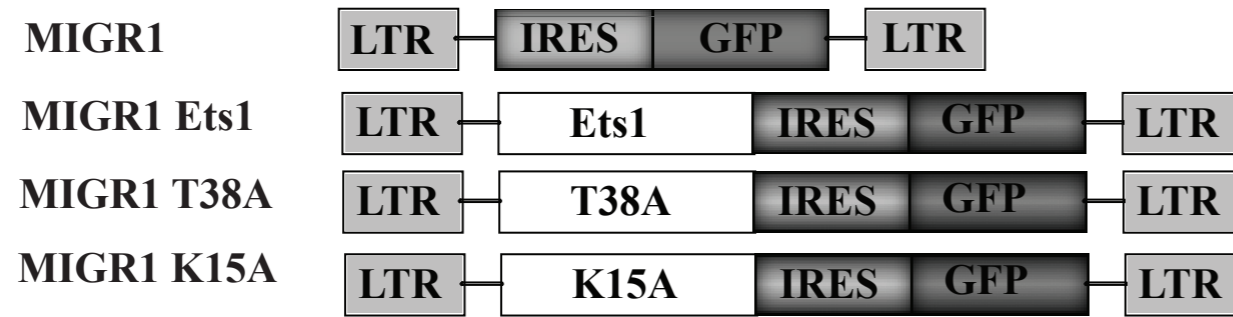 MIGR1 LTR IRES GFP LTR
MIGR1 Ets1 LTR Ets1 IRES GFP LTR
MIGR1 T38A LTR T38A IRES GFP LTR
MIGR1 K15A LTR K15A IRES GFP LTR